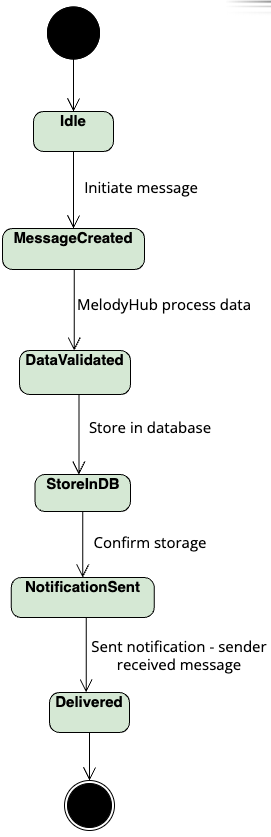 Idle
Initiate message
MessageCreated
MelodyHub process data
DataValidated
Store in database
StoreInDB
Confirm storage
NotificationSent
Sent notification - sender
received message
Delivered